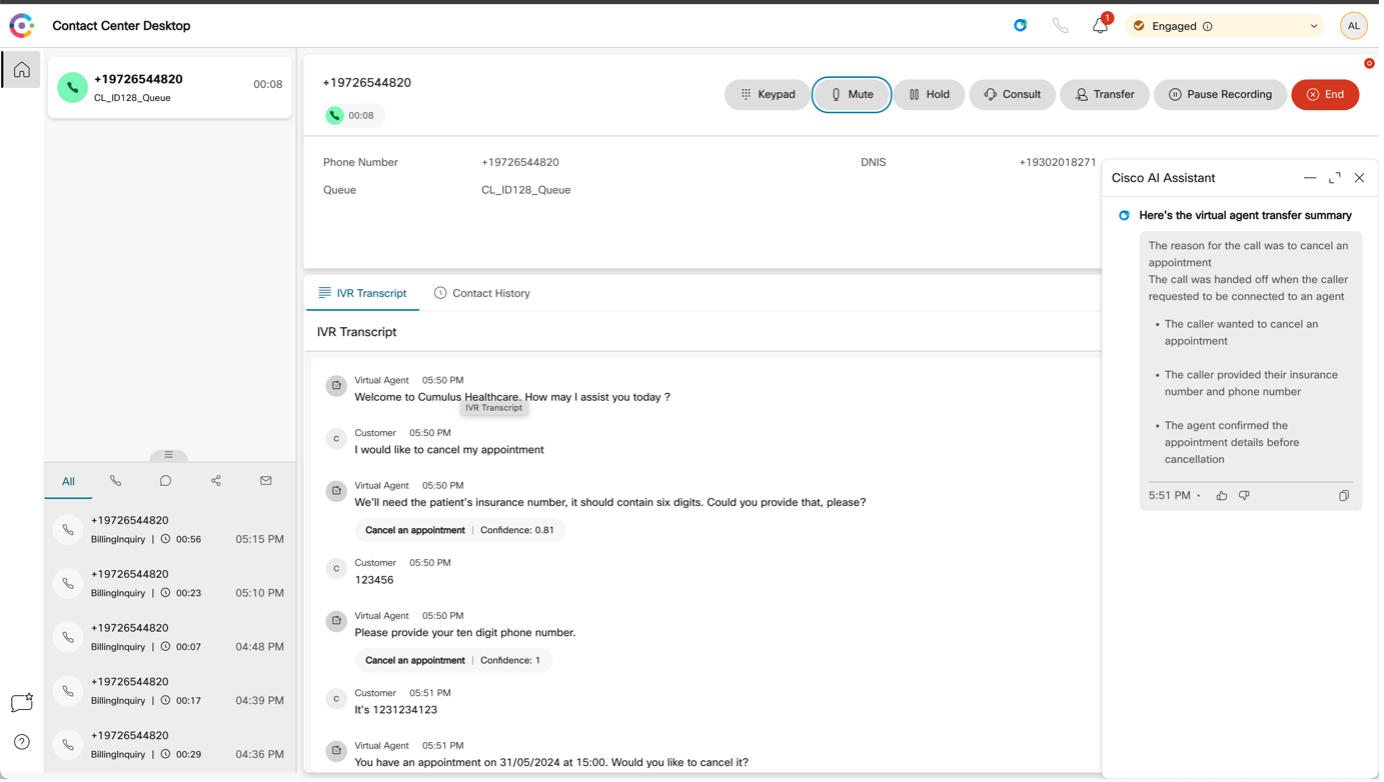 Contact Center Desktop
1
Engaged
AL
+19726544820
CL_ID128_Queue
00:08
+19726544820
00:08
Keypad
Mute
Hold
Consult
Transfer
Pause Recording
End
Phone Number
+19726544820
DNIS
+19302018271
Queue
CL_ID128_Queue
IVR Transcript
Contact History
IVR Transcript
Virtual Agent 05:50 PM
Welcome to Cumulus Healthcare. How may I assist you today ?
IVR Transcript
C
Customer 05:50 PM
I would like to cancel my appointment
Virtual Agent 05:50 PM
We'll need the patient's insurance number, it should contain six digits. Could you provide that, please?
Cancel an appointment | Confidence: 0.81
C
Customer 05:50 PM
123456
Virtual Agent 05:50 PM
Please provide your ten digit phone number.
Cancel an appointment | Confidence: 1
C
Customer 05:51 PM
It's 1231234123
Virtual Agent 05:51 PM
You have an appointment on 31/05/2024 at 15:00. Would you like to cancel it?
Cisco AI Assistant
Here's the virtual agent transfer summary
The reason for the call was to cancel an
appointment
The call was handed off when the caller
requested to be connected to an agent
• The caller wanted to cancel an
appointment
• The caller provided their insurance
number and phone number
• The agent confirmed the
appointment details before
cancellation
5:51 PM •
All
+19726544820
BillingInquiry | 00:56
05:15 PM
+19726544820
BillingInquiry | 00:23
05:10 PM
+19726544820
BillingInquiry | 00:07
04:48 PM
+19726544820
BillingInquiry | 00:17
04:39 PM
+19726544820
BillingInquiry | 00:29
04:36 PM